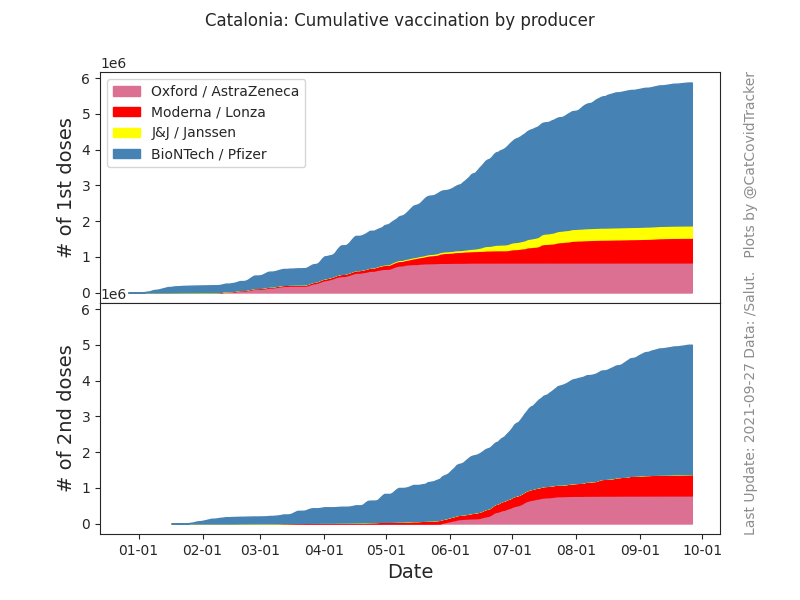 Catalonia: Cumulative vaccination by producer
1e6
6
5
4
3
2
1
0
# of 1st doses
Oxford / AstraZeneca
Moderna / Lonza
J&J / Janssen
BioNTech / Pfizer
1e6
6
5
4
3
2
1
0
# of 2nd doses
01-01 02-01 03-01 04-01 05-01 06-01 07-01 08-01 09-01 10-01
Date
Last Update: 2021-09-27 Data: /Salut. Plots by @CatCovidTracker